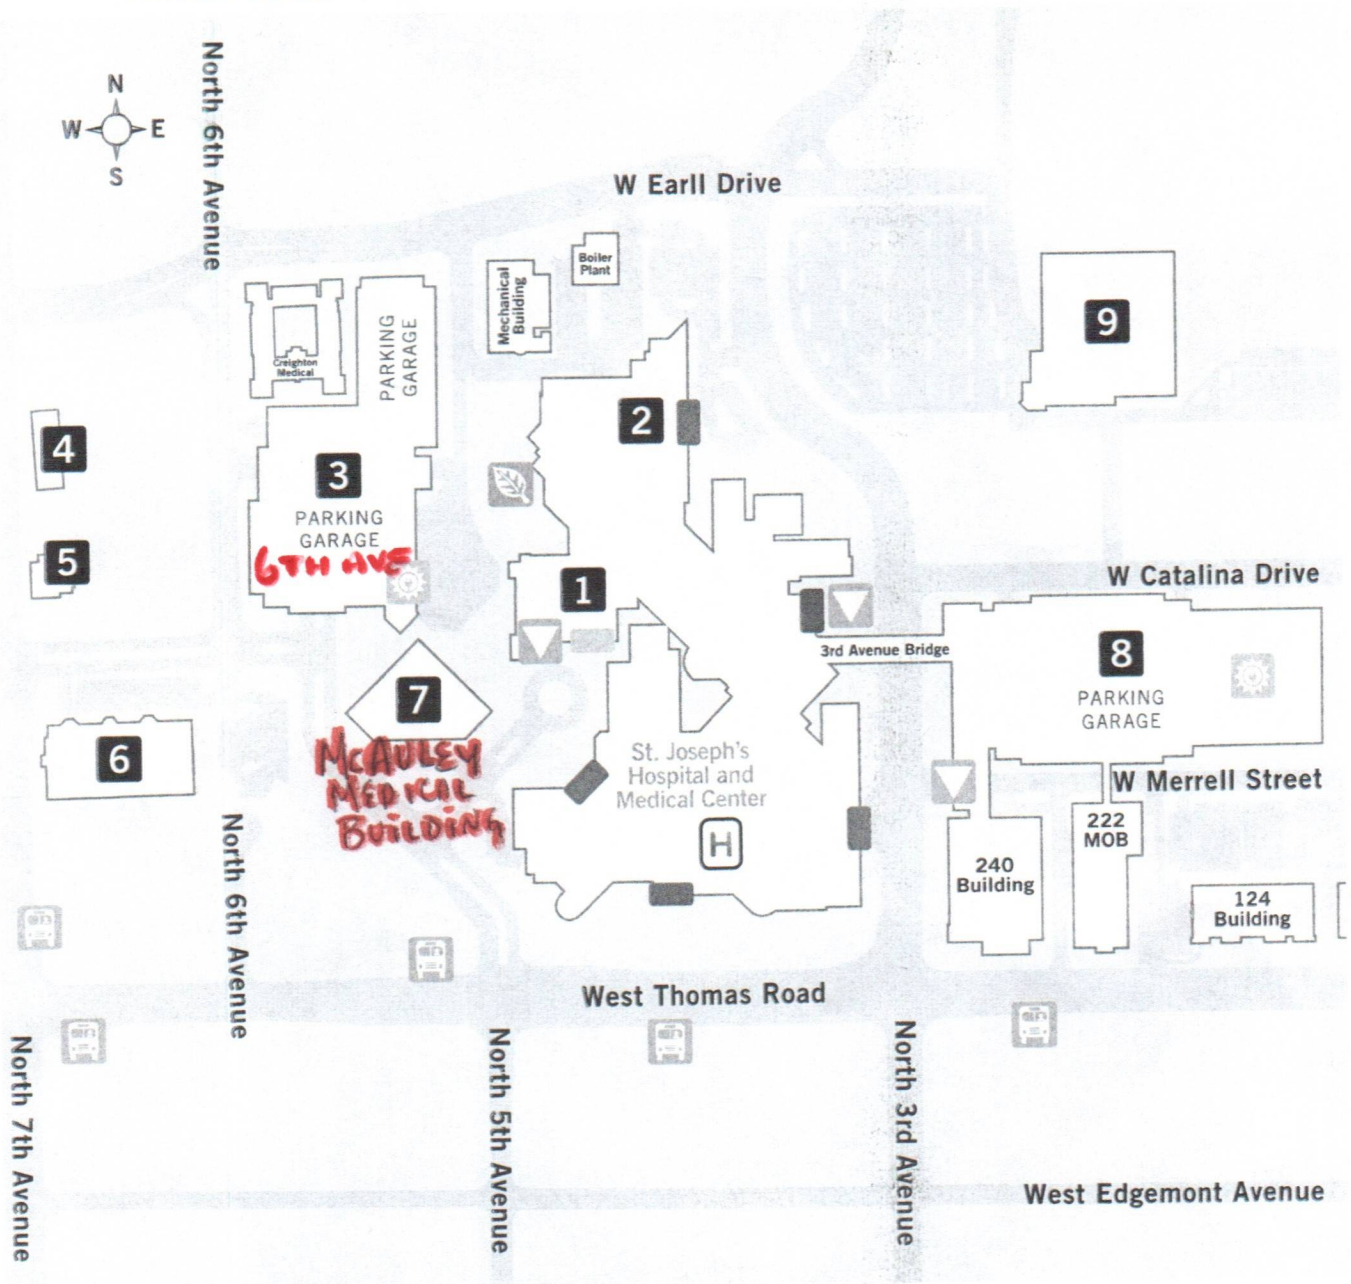 North 6th Avenue
N
W E
S
W Earll Drive
Boiler
Plant
Mechanical
Building
PARKING
GARAGE
Creighton
Medical
9
2
4
3
PARKING
GARAGE
6TH AVE
5
1
W Catalina Drive
3rd Avenue Bridge
8
PARKING
GARAGE
7
McAULEY
MEDICAL
BUILDING
6
St. Joseph's
Hospital and
Medical Center
H
W Merrell Street
222
MOB
240
Building
124
Building
North 6th Avenue
West Thomas Road
North 7th Avenue
North 5th Avenue
North 3rd Avenue
West Edgemont Avenue